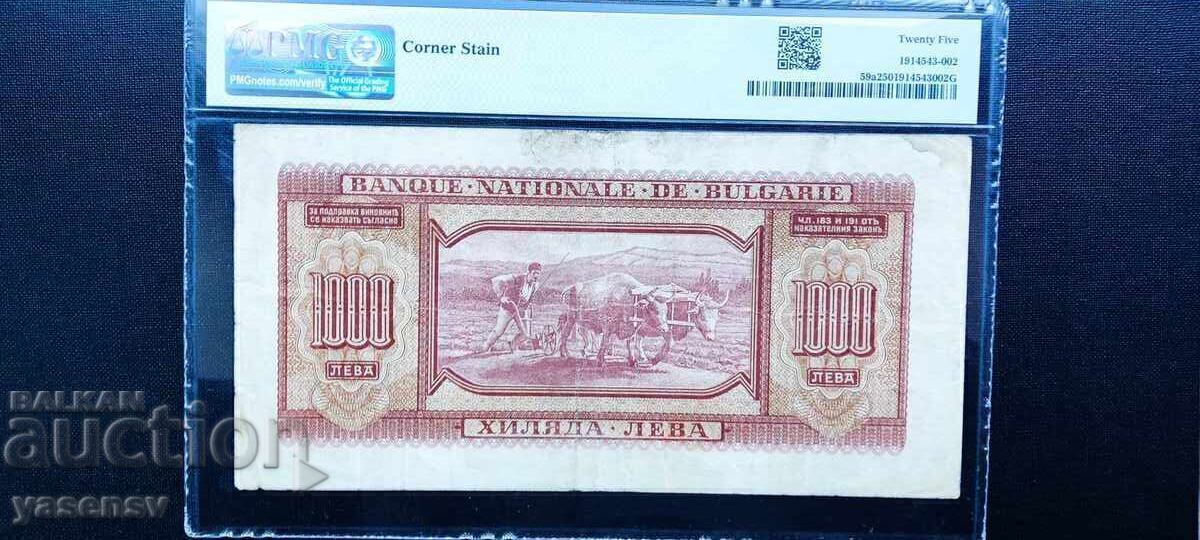 PMG
PMGnotes.com/verify
The Official Grading
Service of the PNG
Corner Stain
Twenty Five
1914543-002
59a2501914543002G
BANQUE · NATIONALE · DE · BULGARIE
ЗА ПОДПРАВКА ВИНОВНИТѢ
СЕ НАКАЗВАТЪ СЪГЛАСНО
ЧЛ. 183 И 191 ОТЪ
НАКАЗАТЕЛНИЯ ЗАКОНЪ
1000
ЛЕВА
1000
ЛЕВА
ХИЛЯДА · ЛЕВА
BALKAN
auction
yasensv